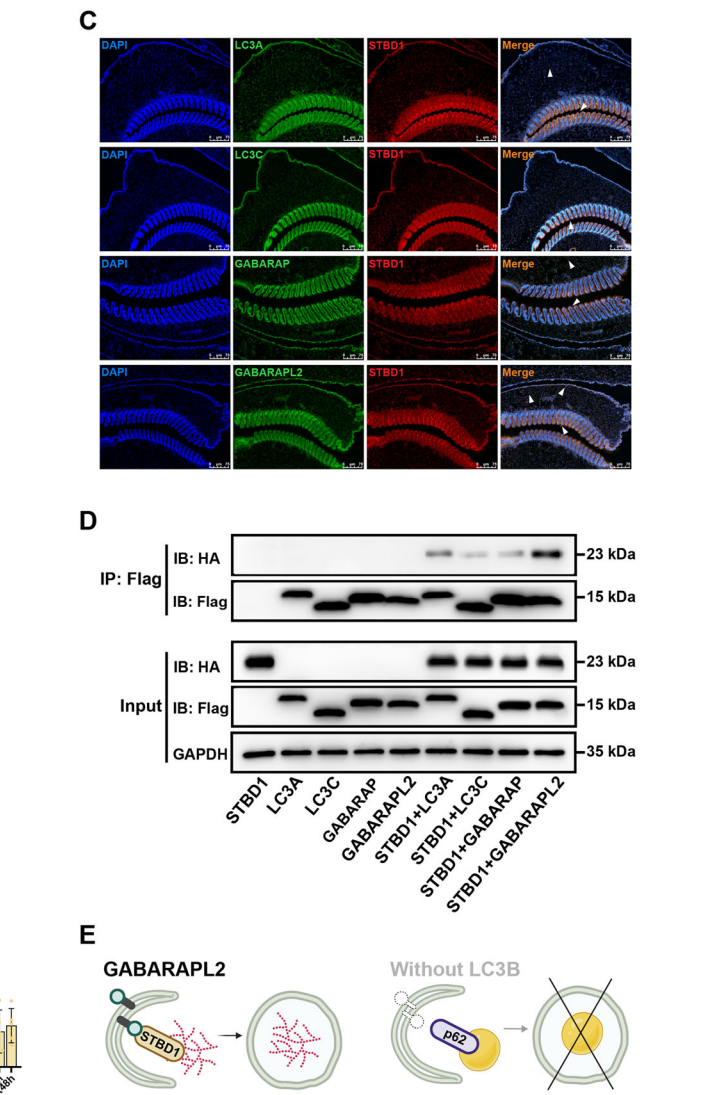 C
DAPI LC3A STBD1 Merge
DAPI LC3C STBD1 Merge
DAPI GABARAP STBD1 Merge
DAPI GABARAPL2 STBD1 Merge
D
IP: Flag
IB: HA 23 kDa
IB: Flag 15 kDa
Input
IB: HA 23 kDa
IB: Flag 15 kDa
GAPDH 35 kDa
STBD1
LC3A
LC3C
GABARAP
GABARAPL2
STBD1+LC3A
STBD1+LC3C
STBD1+GABARAP
STBD1+GABARAPL2
E
GABARAPL2
Without LC3B
STBD1
p62
48h